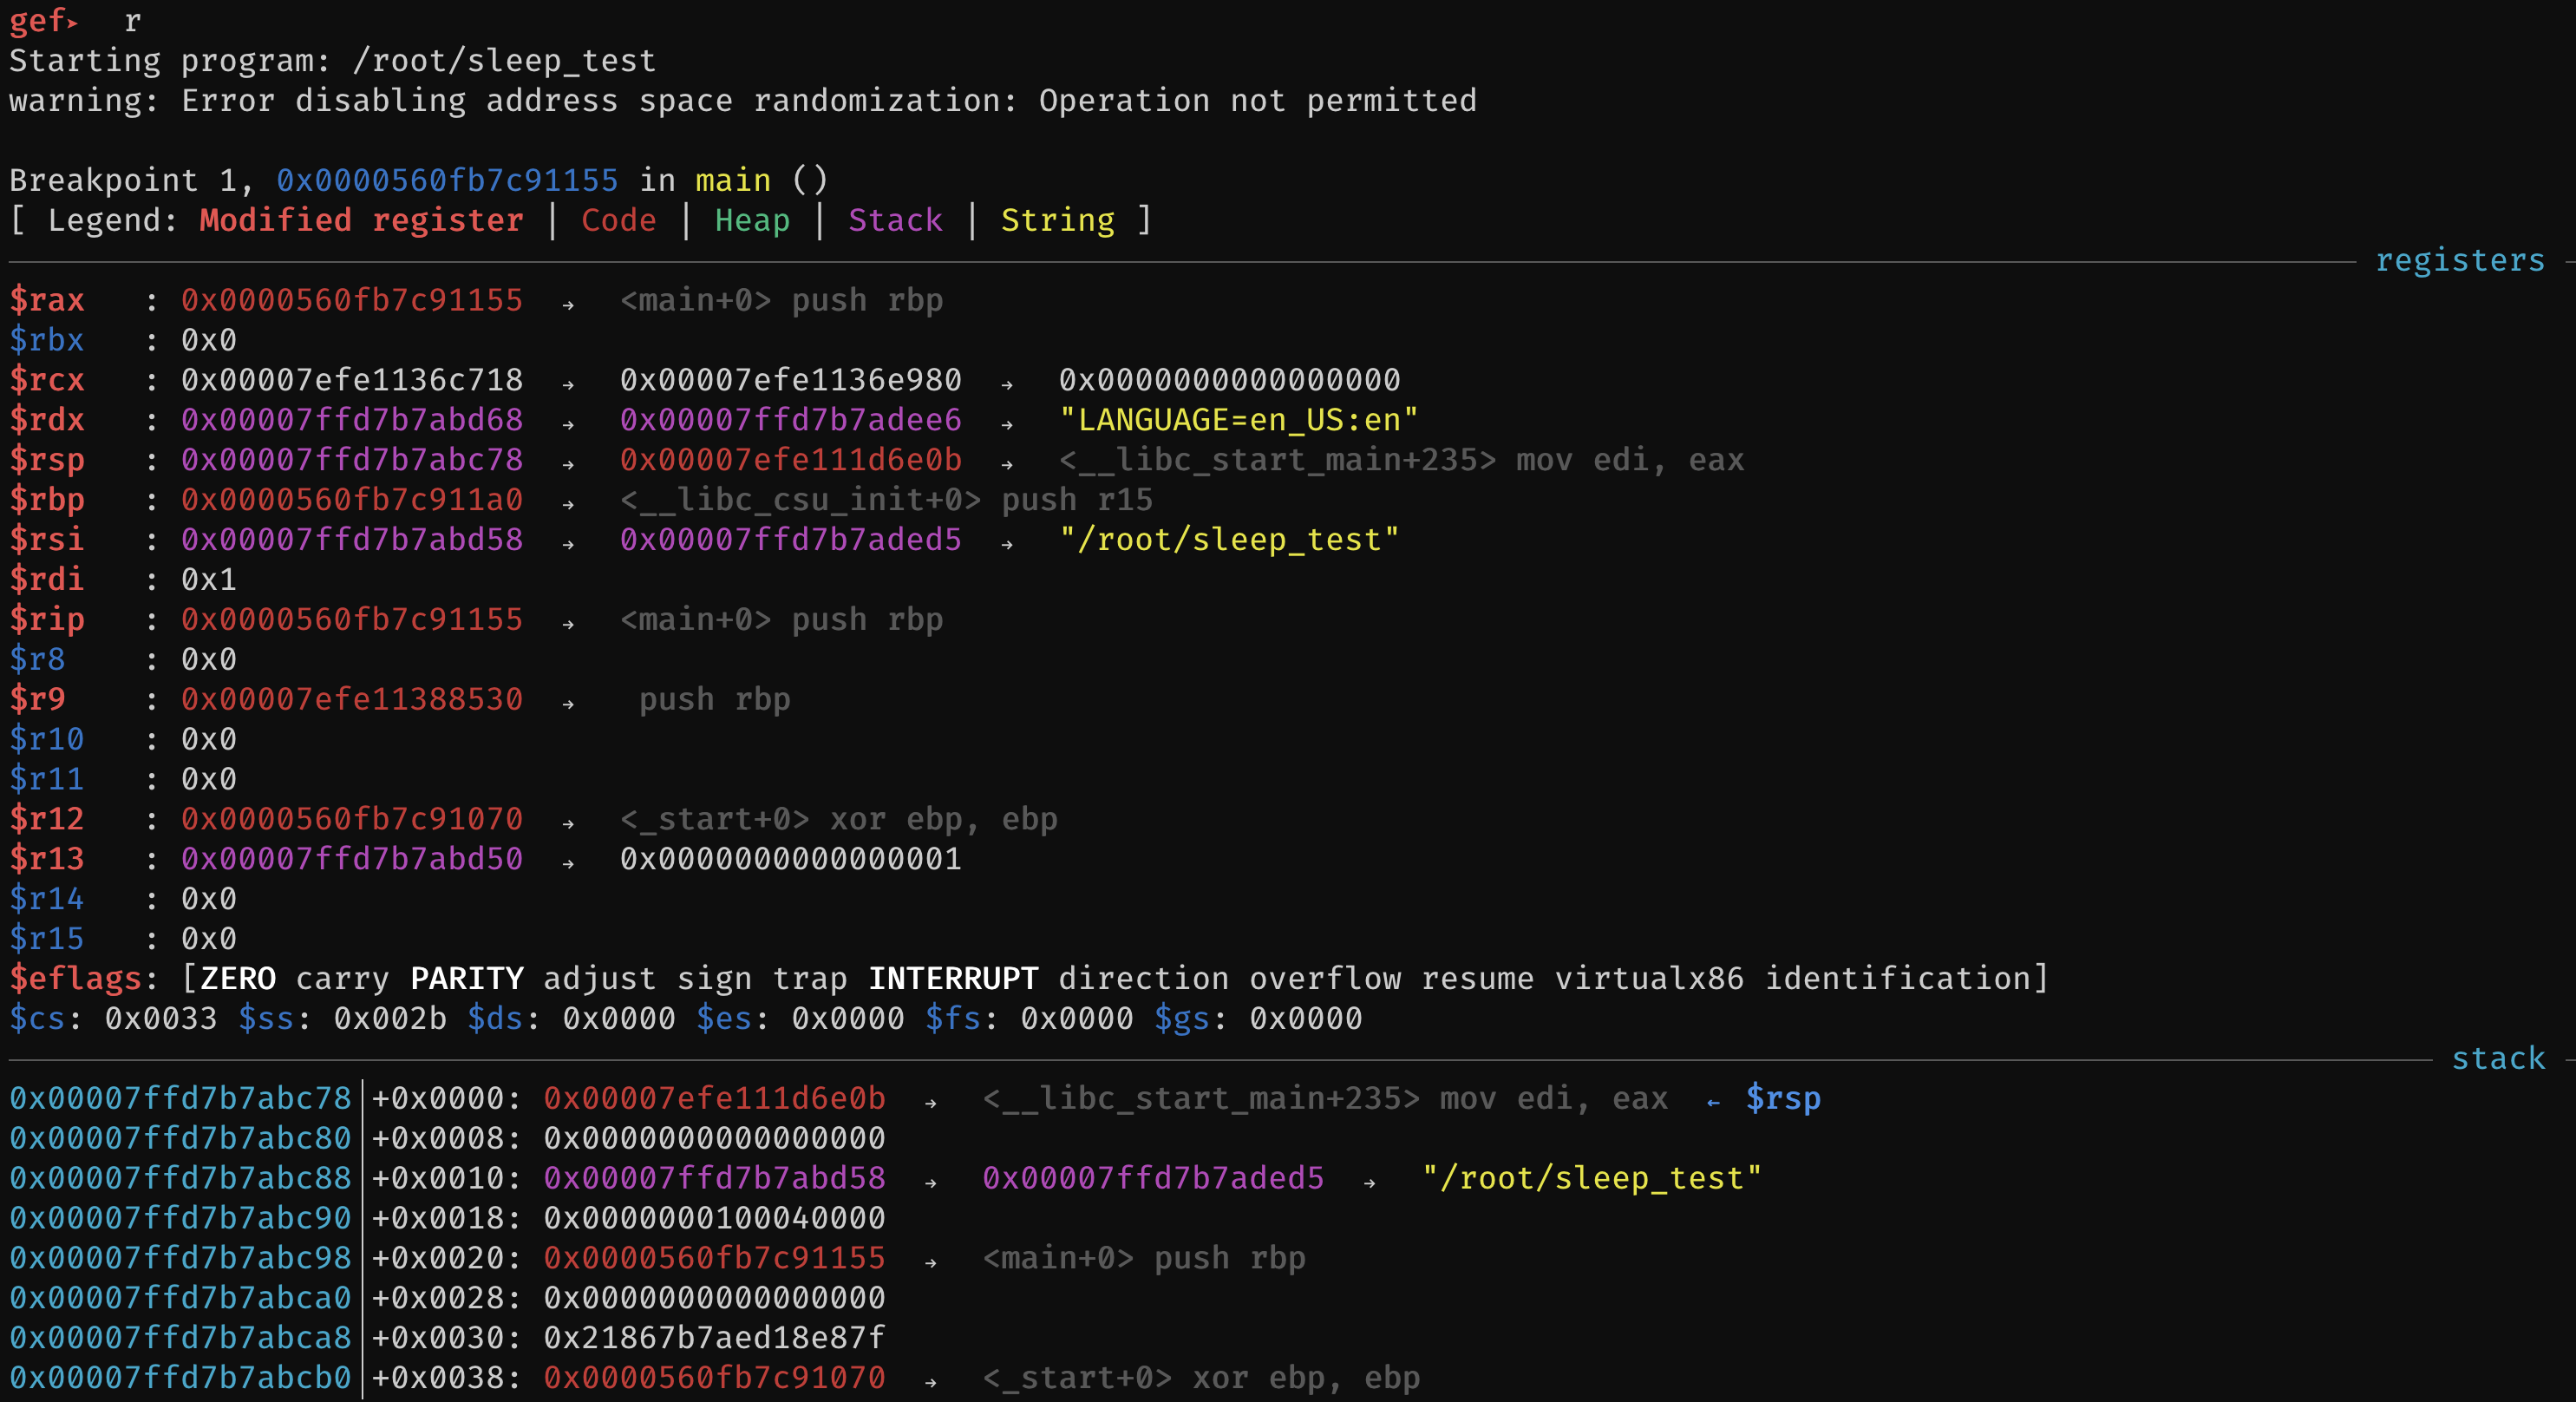 gef➤  r
Starting program: /root/sleep_test
warning: Error disabling address space randomization: Operation not permitted
Breakpoint 1, 0x0000560fb7c91155 in main ()
[ Legend: Modified register | Code | Heap | Stack | String ]
registers
$rax   : 0x0000560fb7c91155  →  <main+0> push rbp
$rbx   : 0x0
$rcx   : 0x00007efe1136c718  →  0x00007efe1136e980  →  0x0000000000000000
$rdx   : 0x00007ffd7b7abd68  →  0x00007ffd7b7adee6  →  "LANGUAGE=en_US:en"
$rsp   : 0x00007ffd7b7abc78  →  0x00007efe111d6e0b  →  <__libc_start_main+235> mov edi, eax
$rbp   : 0x0000560fb7c911a0  →  <__libc_csu_init+0> push r15
$rsi   : 0x00007ffd7b7abd58  →  0x00007ffd7b7aded5  →  "/root/sleep_test"
$rdi   : 0x1
$rip   : 0x0000560fb7c91155  →  <main+0> push rbp
$r8    : 0x0
$r9    : 0x00007efe11388530  →   push rbp
$r10   : 0x0
$r11   : 0x0
$r12   : 0x0000560fb7c91070  →  <_start+0> xor ebp, ebp
$r13   : 0x00007ffd7b7abd50  →  0x0000000000000001
$r14   : 0x0
$r15   : 0x0
$eflags: [ZERO carry PARITY adjust sign trap INTERRUPT direction overflow resume virtualx86 identification]
$cs: 0x0033 $ss: 0x002b $ds: 0x0000 $es: 0x0000 $fs: 0x0000 $gs: 0x0000
stack
0x00007ffd7b7abc78│+0x0000: 0x00007efe111d6e0b  →  <__libc_start_main+235> mov edi, eax  ← $rsp
0x00007ffd7b7abc80│+0x0008: 0x0000000000000000
0x00007ffd7b7abc88│+0x0010: 0x00007ffd7b7abd58  →  0x00007ffd7b7aded5  →  "/root/sleep_test"
0x00007ffd7b7abc90│+0x0018: 0x0000000100040000
0x00007ffd7b7abc98│+0x0020: 0x0000560fb7c91155  →  <main+0> push rbp
0x00007ffd7b7abca0│+0x0028: 0x0000000000000000
0x00007ffd7b7abca8│+0x0030: 0x21867b7aed18e87f
0x00007ffd7b7abcb0│+0x0038: 0x0000560fb7c91070  →  <_start+0> xor ebp, ebp